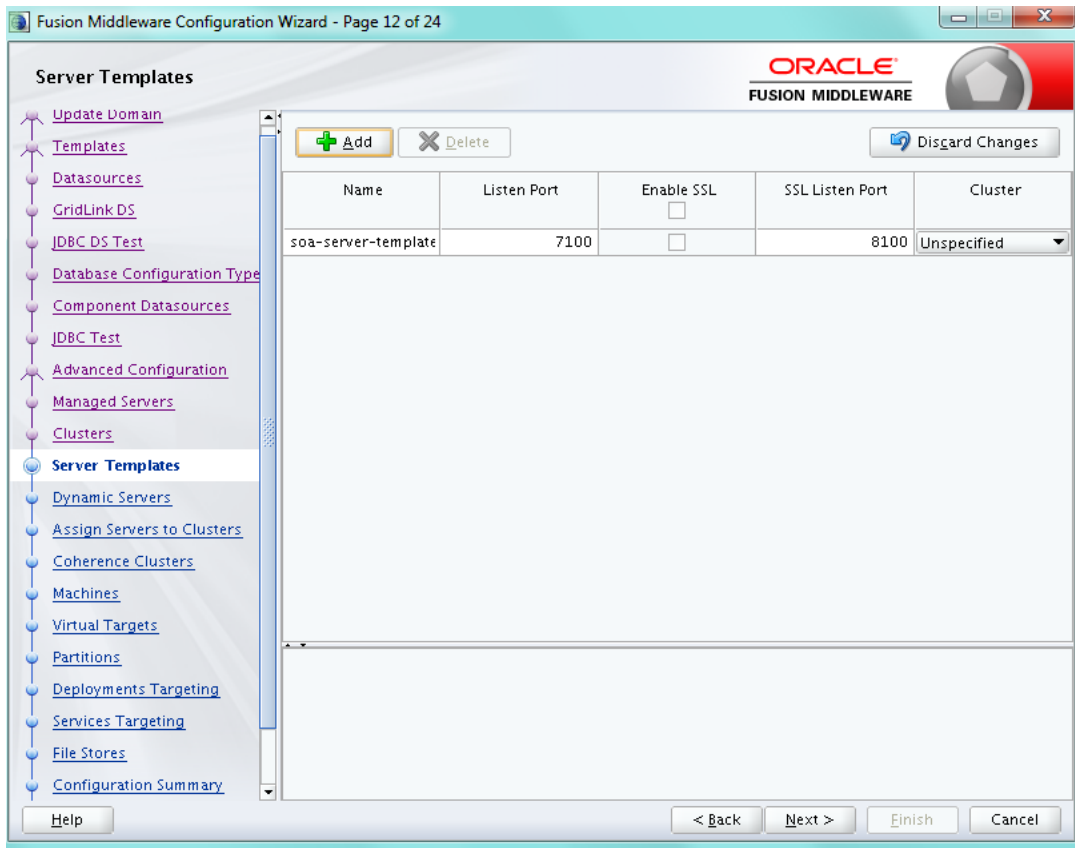 Fusion Middleware Configuration Wizard - Page 12 of 24
Server Templates
ORACLE
FUSION MIDDLEWARE
Update Domain
Templates
Datasources
GridLink DS
JDBC DS Test
Database Configuration Type
Component Datasources
JDBC Test
Advanced Configuration
Managed Servers
Clusters
Server Templates
Dynamic Servers
Assign Servers to Clusters
Coherence Clusters
Machines
Virtual Targets
Partitions
Deployments Targeting
Services Targeting
File Stores
Configuration Summary
Add Delete Discard Changes
Name Listen Port Enable SSL SSL Listen Port Cluster
soa-server-template 7100 8100 Unspecified
Help < Back Next > Finish Cancel